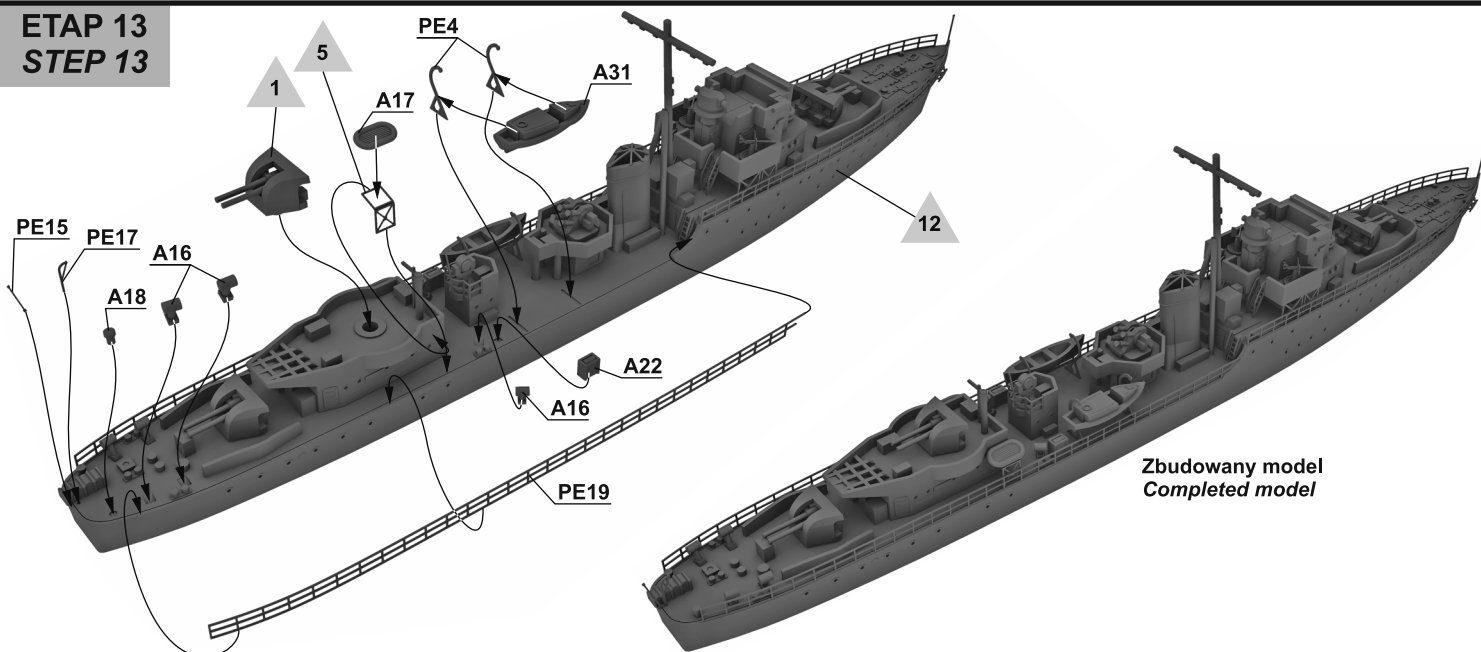 ETAP 13
STEP 13
PE4
5
A31
1
A17
12
PE15
PE17
A16
A18
A22
A16
PE19
Zbudowany model
Completed model